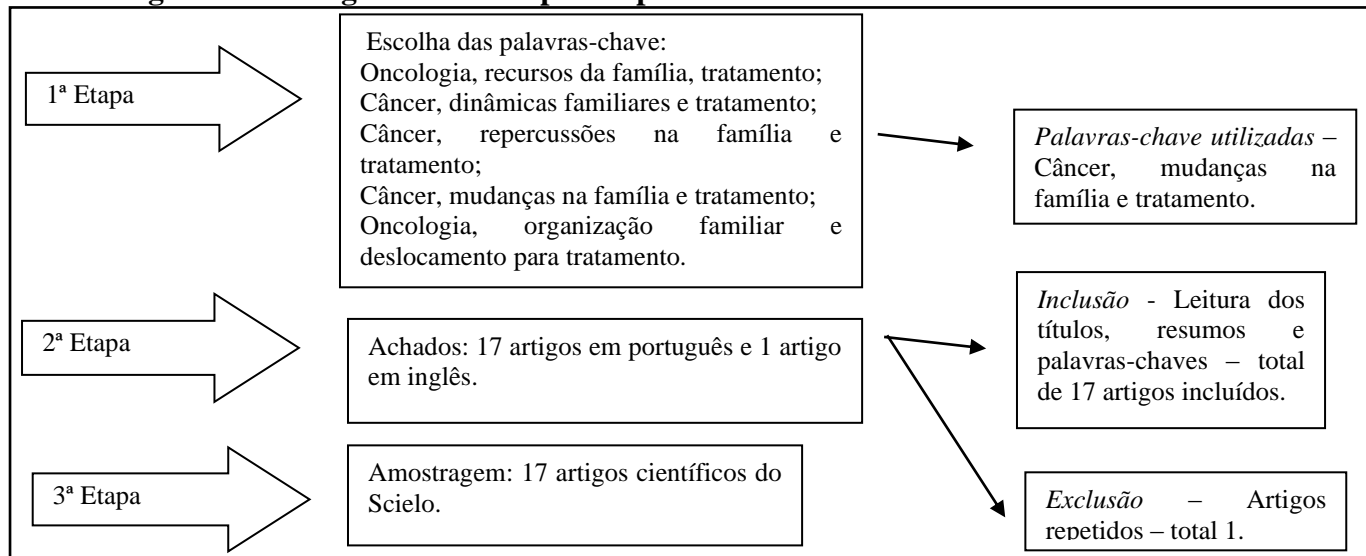 1ª Etapa
Escolha das palavras-chave:
Oncologia, recursos da família, tratamento;
Câncer, dinâmicas familiares e tratamento;
Câncer, repercussões na família e
tratamento;
Câncer, mudanças na família e tratamento;
Oncologia, organização familiar e
deslocamento para tratamento.
Palavras-chave utilizadas –
Câncer, mudanças na
família e tratamento.
2ª Etapa
Achados: 17 artigos em português e 1 artigo
em inglês.
Inclusão - Leitura dos
títulos, resumos e
palavras-chaves – total
de 17 artigos incluídos.
Exclusão – Artigos
repetidos – total 1.
3ª Etapa
Amostragem: 17 artigos científicos do
Scielo.